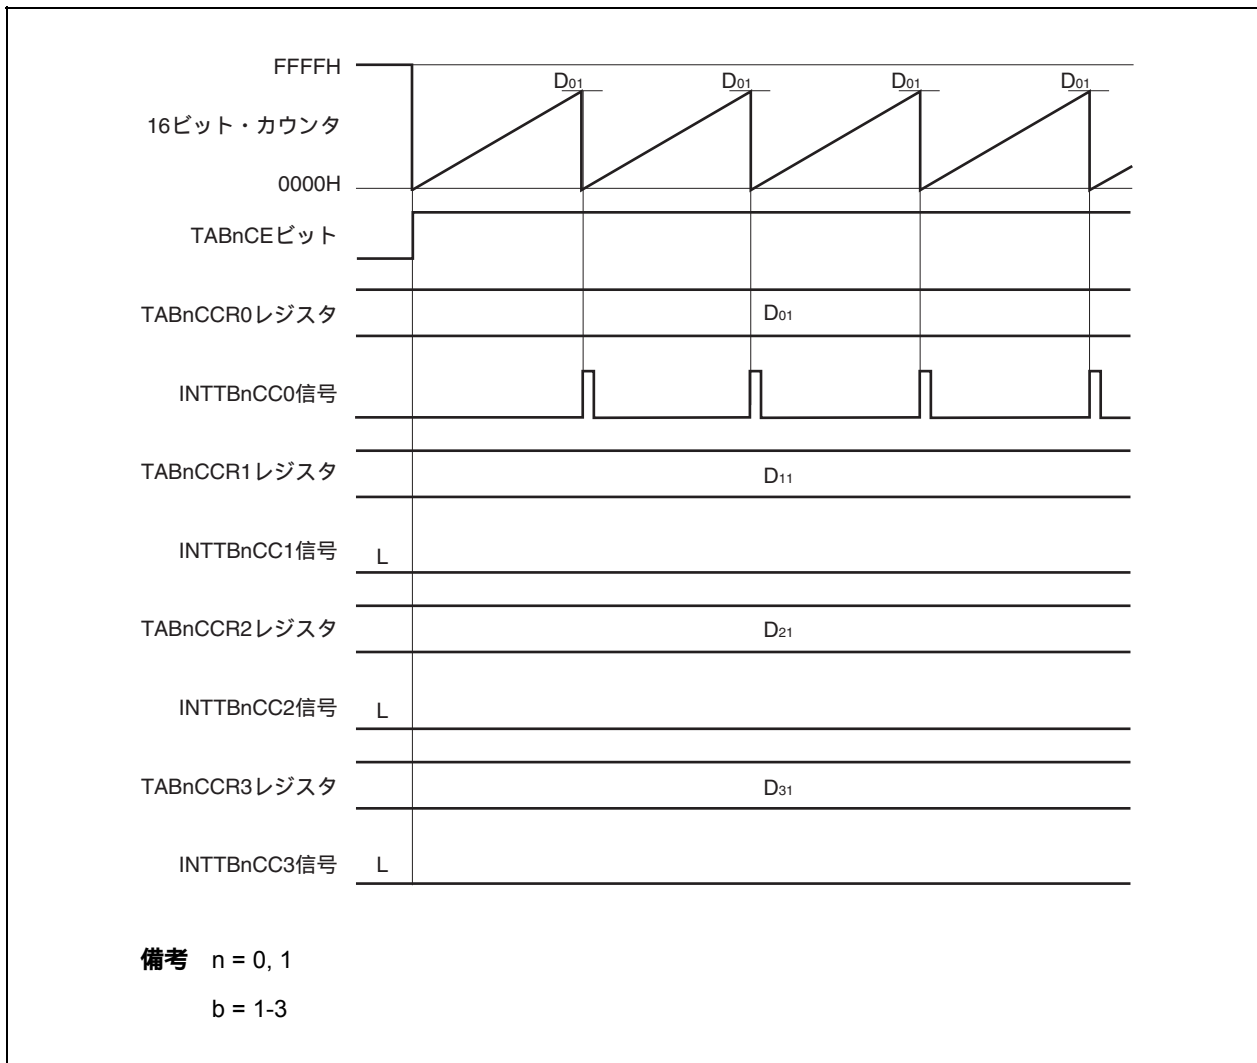 FFFFH
D01 D01 D01 D01
16ビット・カウンタ
0000H
TABnCEビット
TABnCCR0レジスタ D01
INTTBnCC0信号
TABnCCR1レジスタ D11
INTTBnCC1信号 L
TABnCCR2レジスタ D21
INTTBnCC2信号 L
TABnCCR3レジスタ D31
INTTBnCC3信号 L
備考 n = 0, 1
b = 1-3